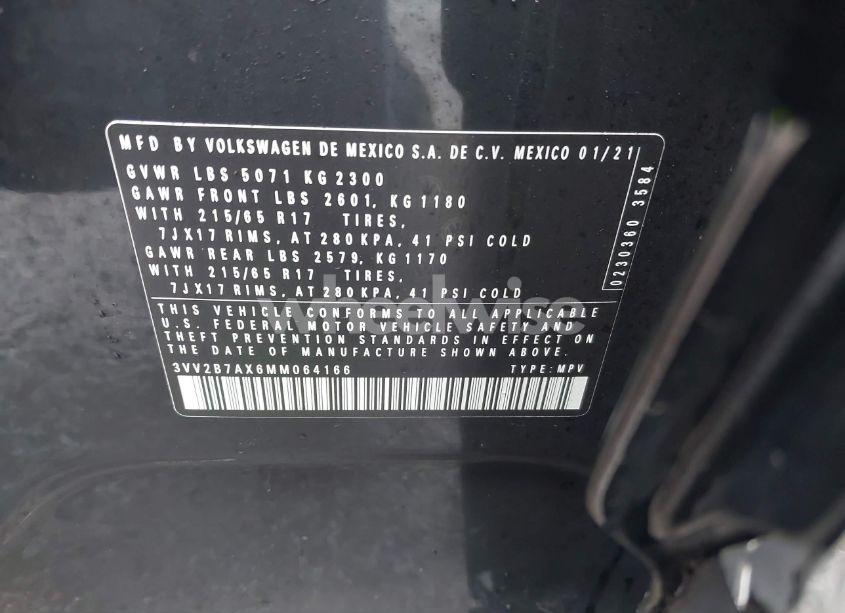 MFD BY VOLKSWAGEN DE MEXICO S.A. DE C.V. MEXICO 01/21
GVWR LBS 5071 KG 2300
GAWR FRONT LBS 2601, KG 1180
WITH 215/65 R17 TIRES,
7JX17 RIMS, AT 280 KPA, 41 PSI COLD
GAWR REAR LBS 2579, KG 1170
WITH 215/65 R17 TIRES,
7JX17 RIMS, AT 280 KPA, 41 PSI COLD
0230360 3584
THIS VEHICLE CONFORMS TO ALL APPLICABLE
U.S. FEDERAL MOTOR VEHICLE SAFETY AND
THEFT PREVENTION STANDARDS IN EFFECT ON
THE DATE OF MANUFACTURE SHOWN ABOVE.
3VV2B7AX6MM064166 TYPE: MPV
wheelwise